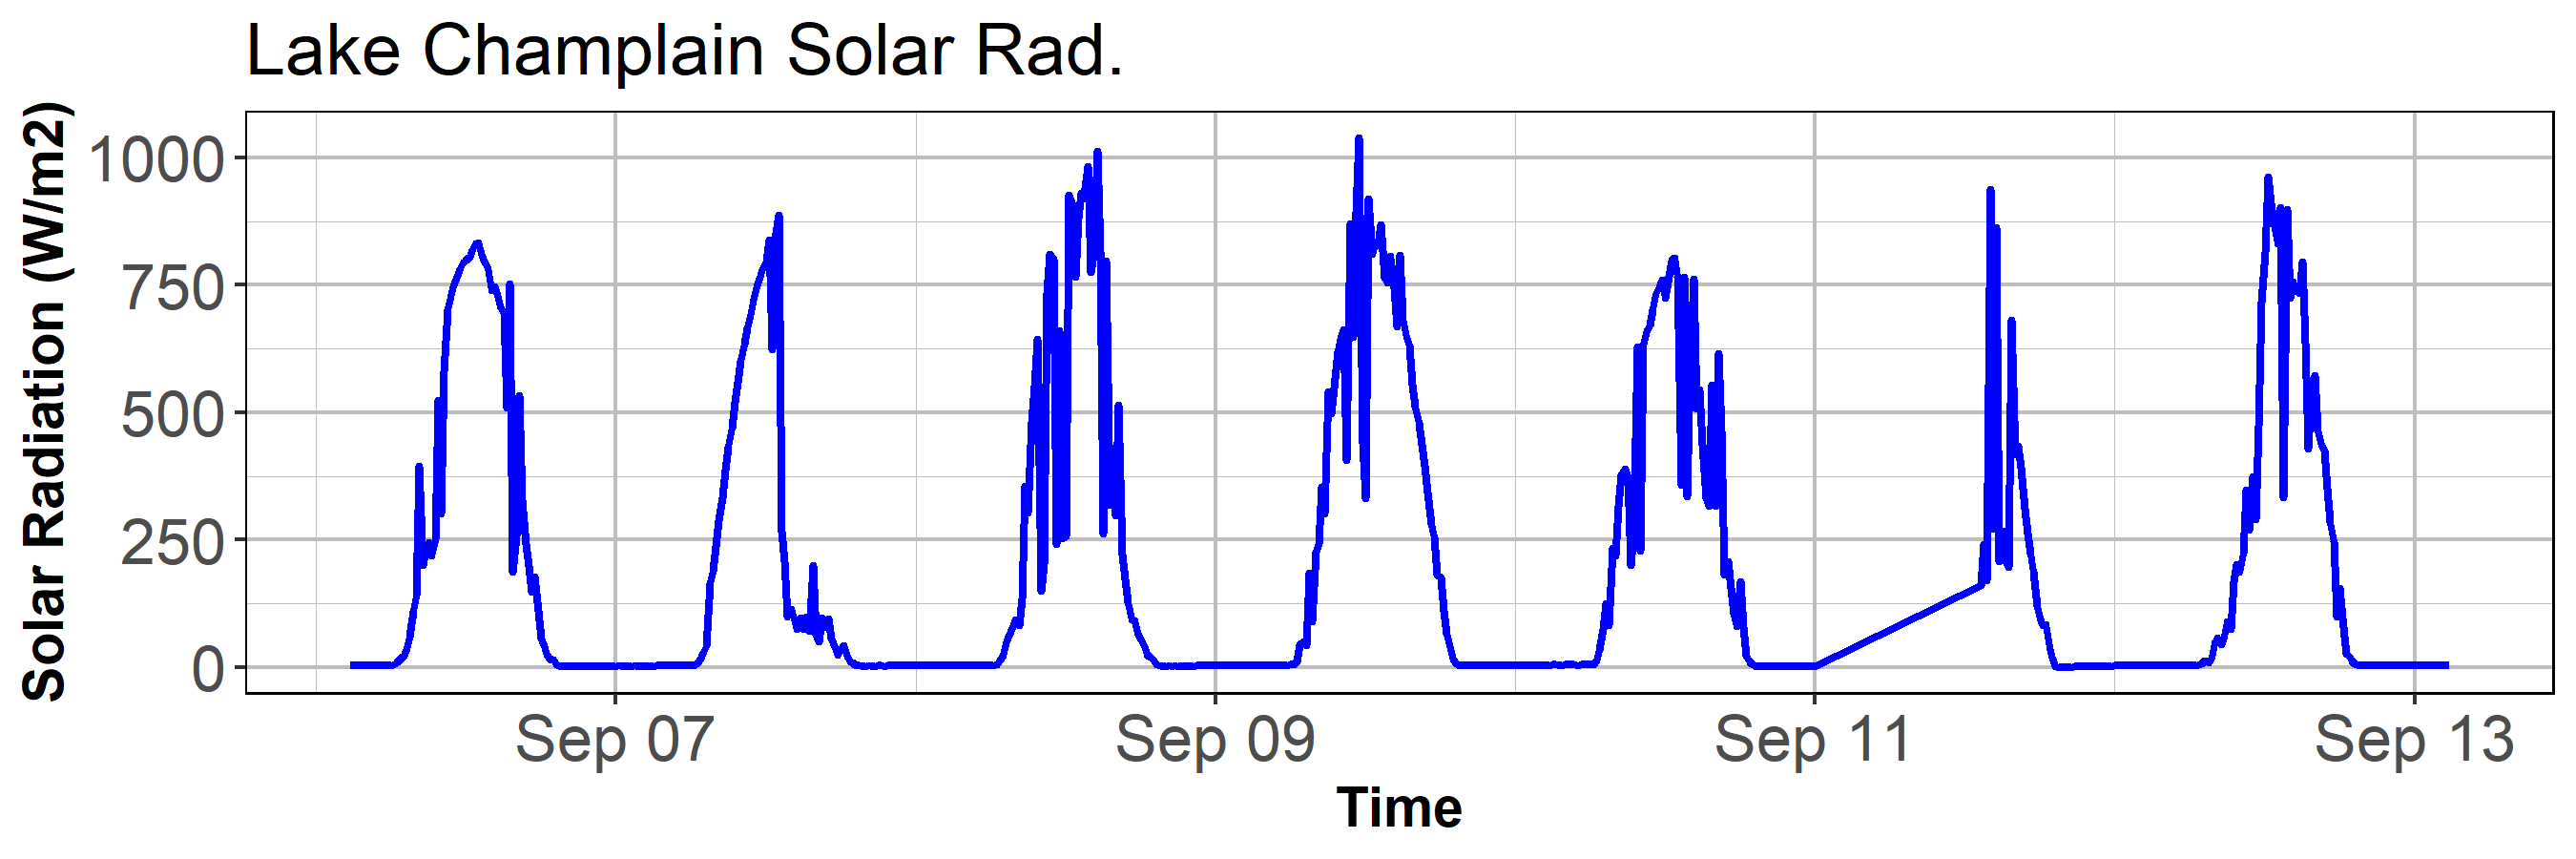 Lake Champlain Solar Rad.
Solar Radiation (W/m2)
1000
750
500
250
0
Sep 07 Sep 09 Sep 11 Sep 13
Time